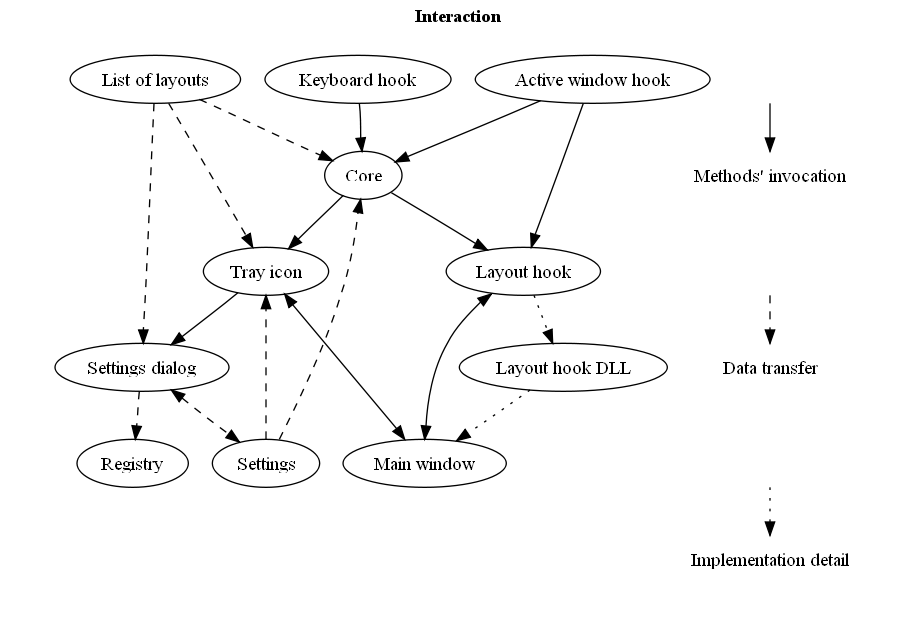 Interaction
List of layouts
Keyboard hook
Active window hook
Core
Methods' invocation
Tray icon
Layout hook
Settings dialog
Layout hook DLL
Data transfer
Registry
Settings
Main window
Implementation detail